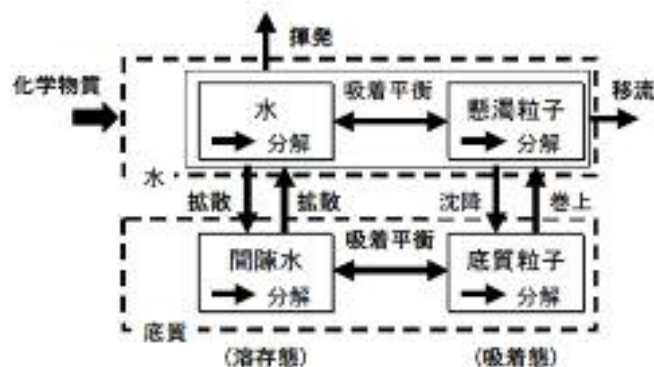 揮発
化学物質
吸着平衡
移流
水
懸濁粒子
分解
分解
水
拡散
拡散
沈降
巻上
吸着平衡
間隙水
底質粒子
分解
分解
底質
(溶存態)
(吸着態)